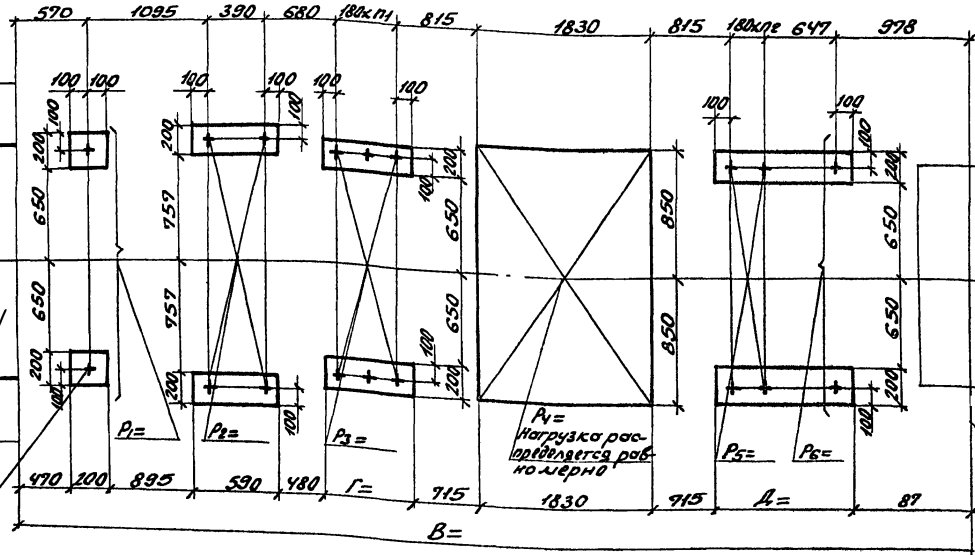 570 1095 390 680 180×п1 815 1830 815 180×п2 647 978
100 100 100 100 100 100 100 100
100 100 100
200 200 200 200
100
650 757 650 850 650
650 757 650 850 650
200 200 200 200
100 100 100 100
P1= P2= P3= P4= P5= P6=
Нагрузка рас-
пределяется рав-
номерно
470 200 895 590 480 Г= 715 1830 715 Д= 87
В=